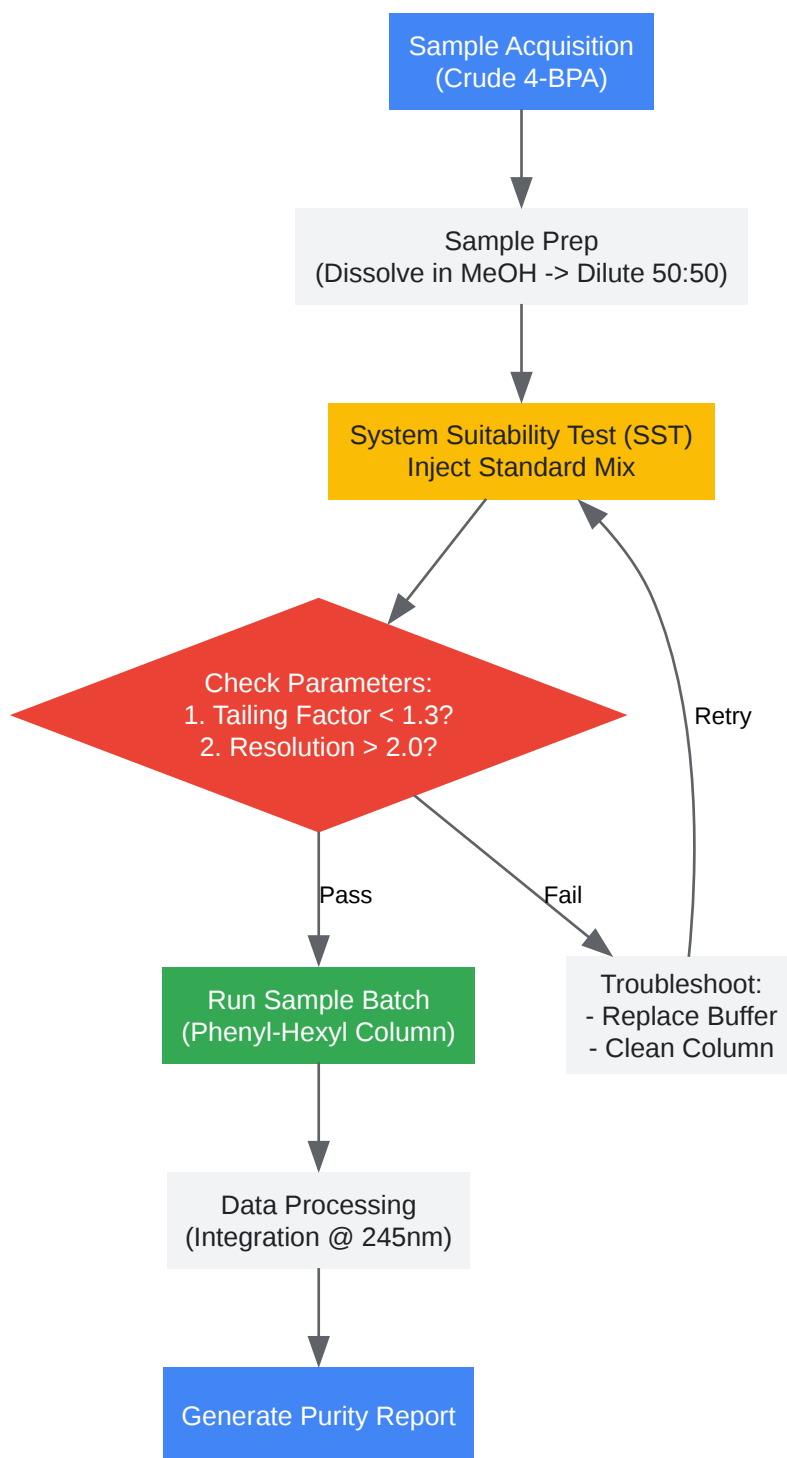 Sample Acquisition
(Crude 4-BPA)
Sample Prep
(Dissolve in MeOH -> Dilute 50:50)
System Suitability Test (SST)
Inject Standard Mix
Check Parameters:
1. Tailing Factor < 1.3?
2. Resolution > 2.0?
Retry
Pass
Fail
Run Sample Batch
(Phenyl-Hexyl Column)
Troubleshoot:
- Replace Buffer
- Clean Column
Data Processing
(Integration @ 245nm)
Generate Purity Report